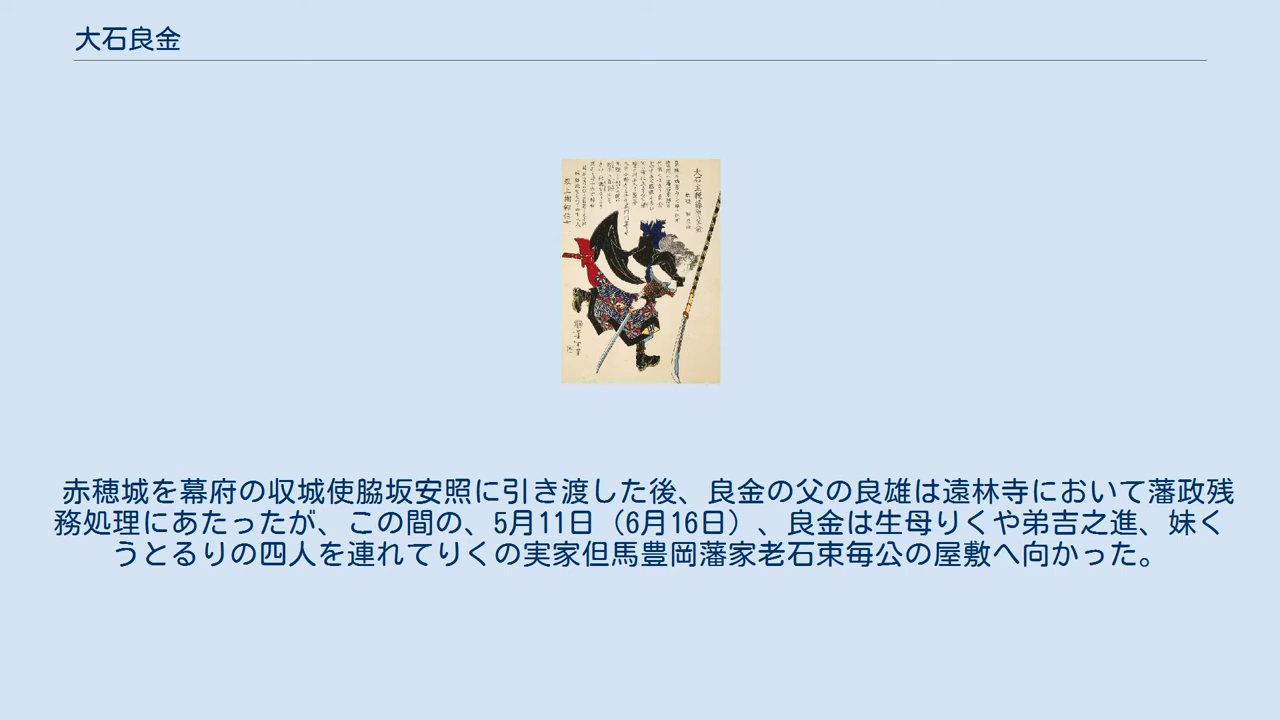 大石良金
赤穂城を幕府の収城使脇坂安照に引き渡した後、良金の父の良雄は遠林寺において藩政残
務処理にあたったが、この間の、5月11日（6月16日）、良金は生母りくや弟吉之進、妹く
うとるりの四人を連れてりくの実家但馬豊岡藩家老石束毎公の屋敷へ向かった。